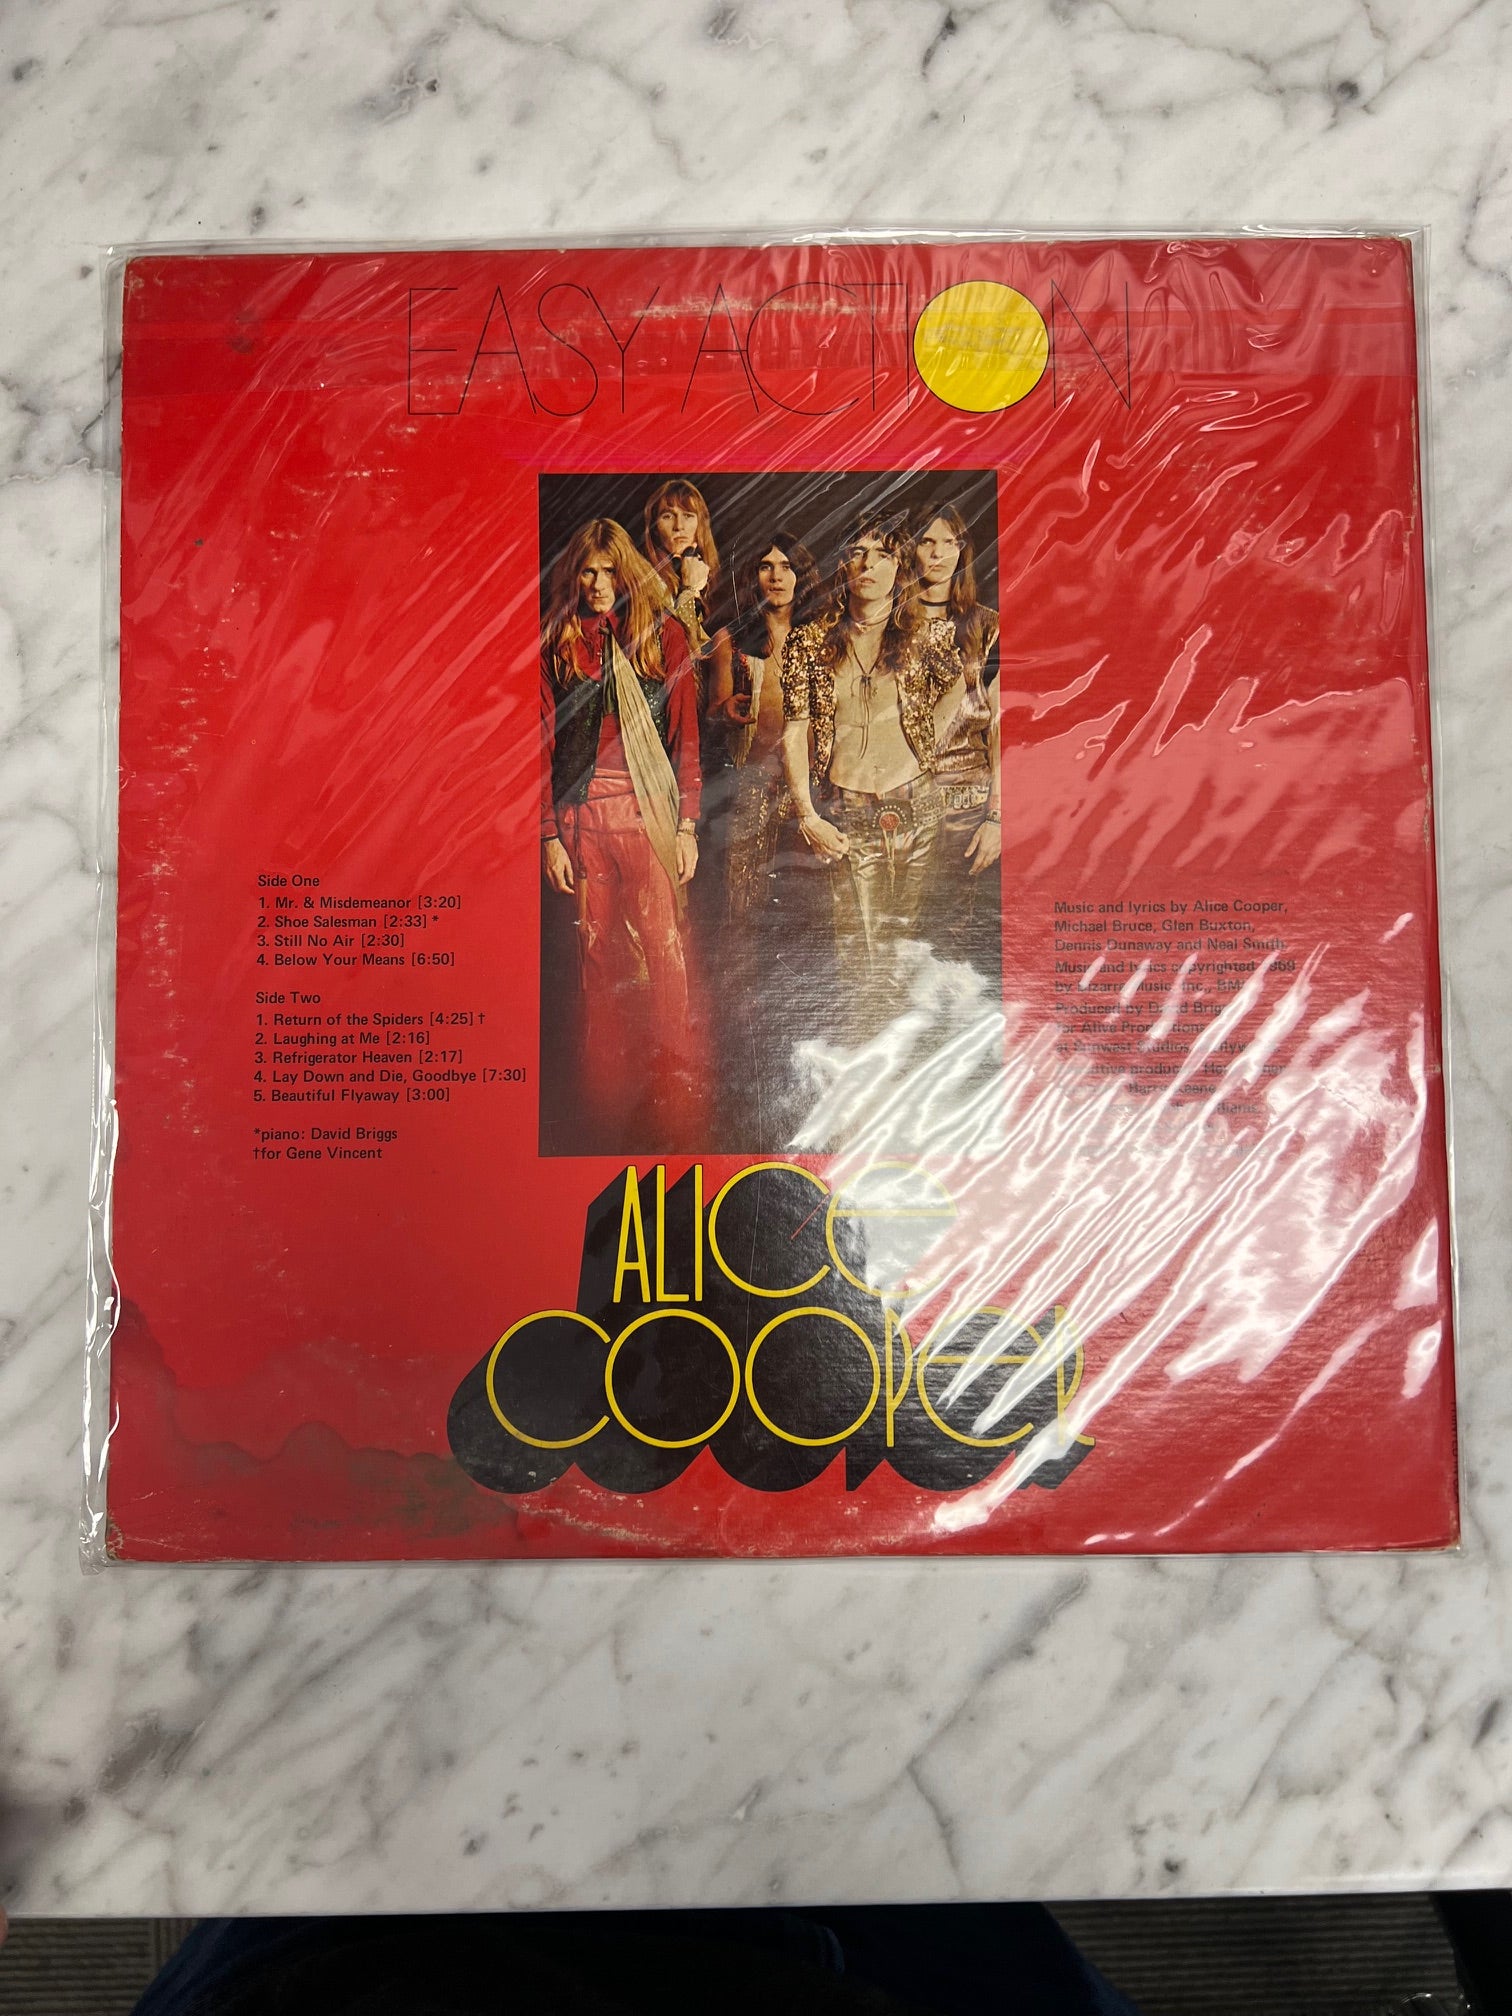 EASY ACTION
Side One
1. Mr. & Misdemeanor [3:20]
2. Shoe Salesman [2:33] *
3. Still No Air [2:30]
4. Below Your Means [6:50]
Side Two
1. Return of the Spiders [4:25] †
2. Laughing at Me [2:16]
3. Refrigerator Heaven [2:17]
4. Lay Down and Die, Goodbye [7:30]
5. Beautiful Flyaway [3:00]
*piano: David Briggs
†for Gene Vincent
Music and lyrics by Alice Cooper,
Michael Bruce, Glen Buxton,
Dennis Dunaway and Neal Smith
Music and lyrics copyrighted 1969
by Bizarre Music, Inc., BMI
Produced by David Briggs
for Alive Productions
at Sunwest Studios,
ALICE
COOPER